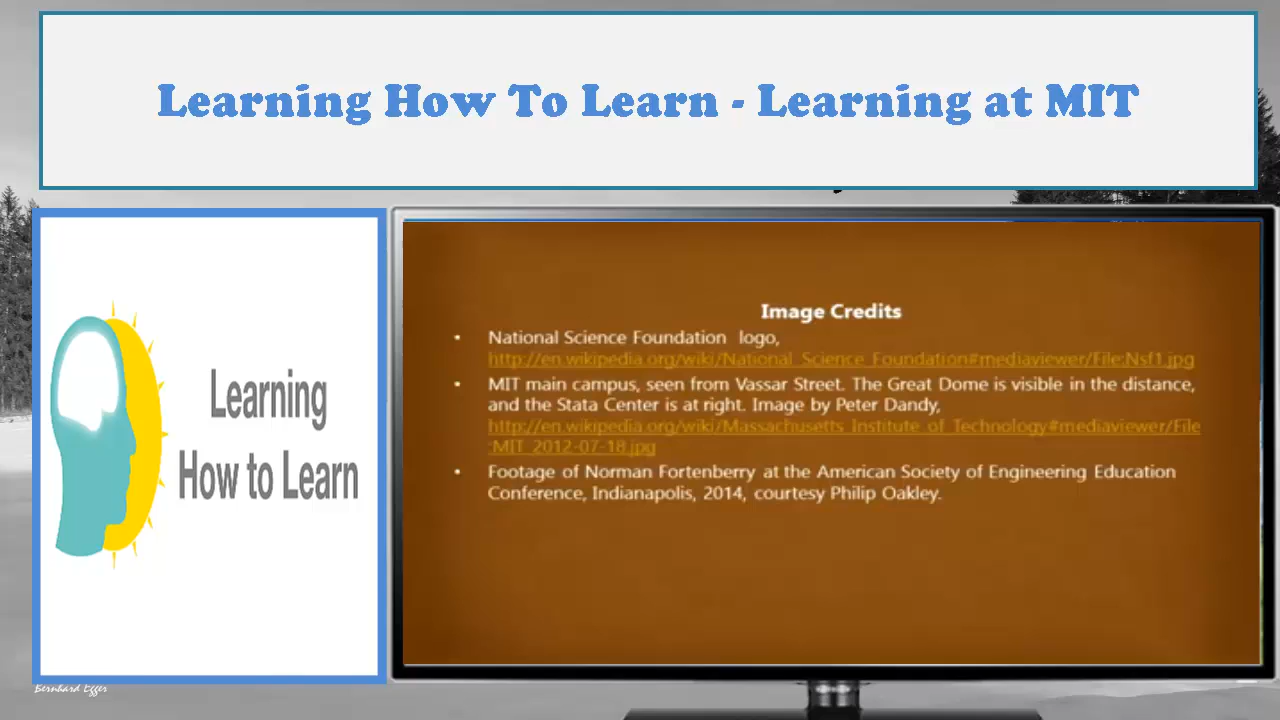 Learning How To Learn - Learning at MIT
Learning
How to Learn
Image Credits
• National Science Foundation logo,
http://en.wikipedia.org/wiki/National_Science_Foundation#mediaviewer/File:Nsf1.jpg
• MIT main campus, seen from Vassar Street. The Great Dome is visible in the distance,
and the Stata Center is at right. Image by Peter Dandy,
http://en.wikipedia.org/wiki/Massachusetts_Institute_of_Technology#mediaviewer/File
:MIT_2012-07-18.jpg
• Footage of Norman Fortenberry at the American Society of Engineering Education
Conference, Indianapolis, 2014, courtesy Philip Oakley.
Bernhard Egger